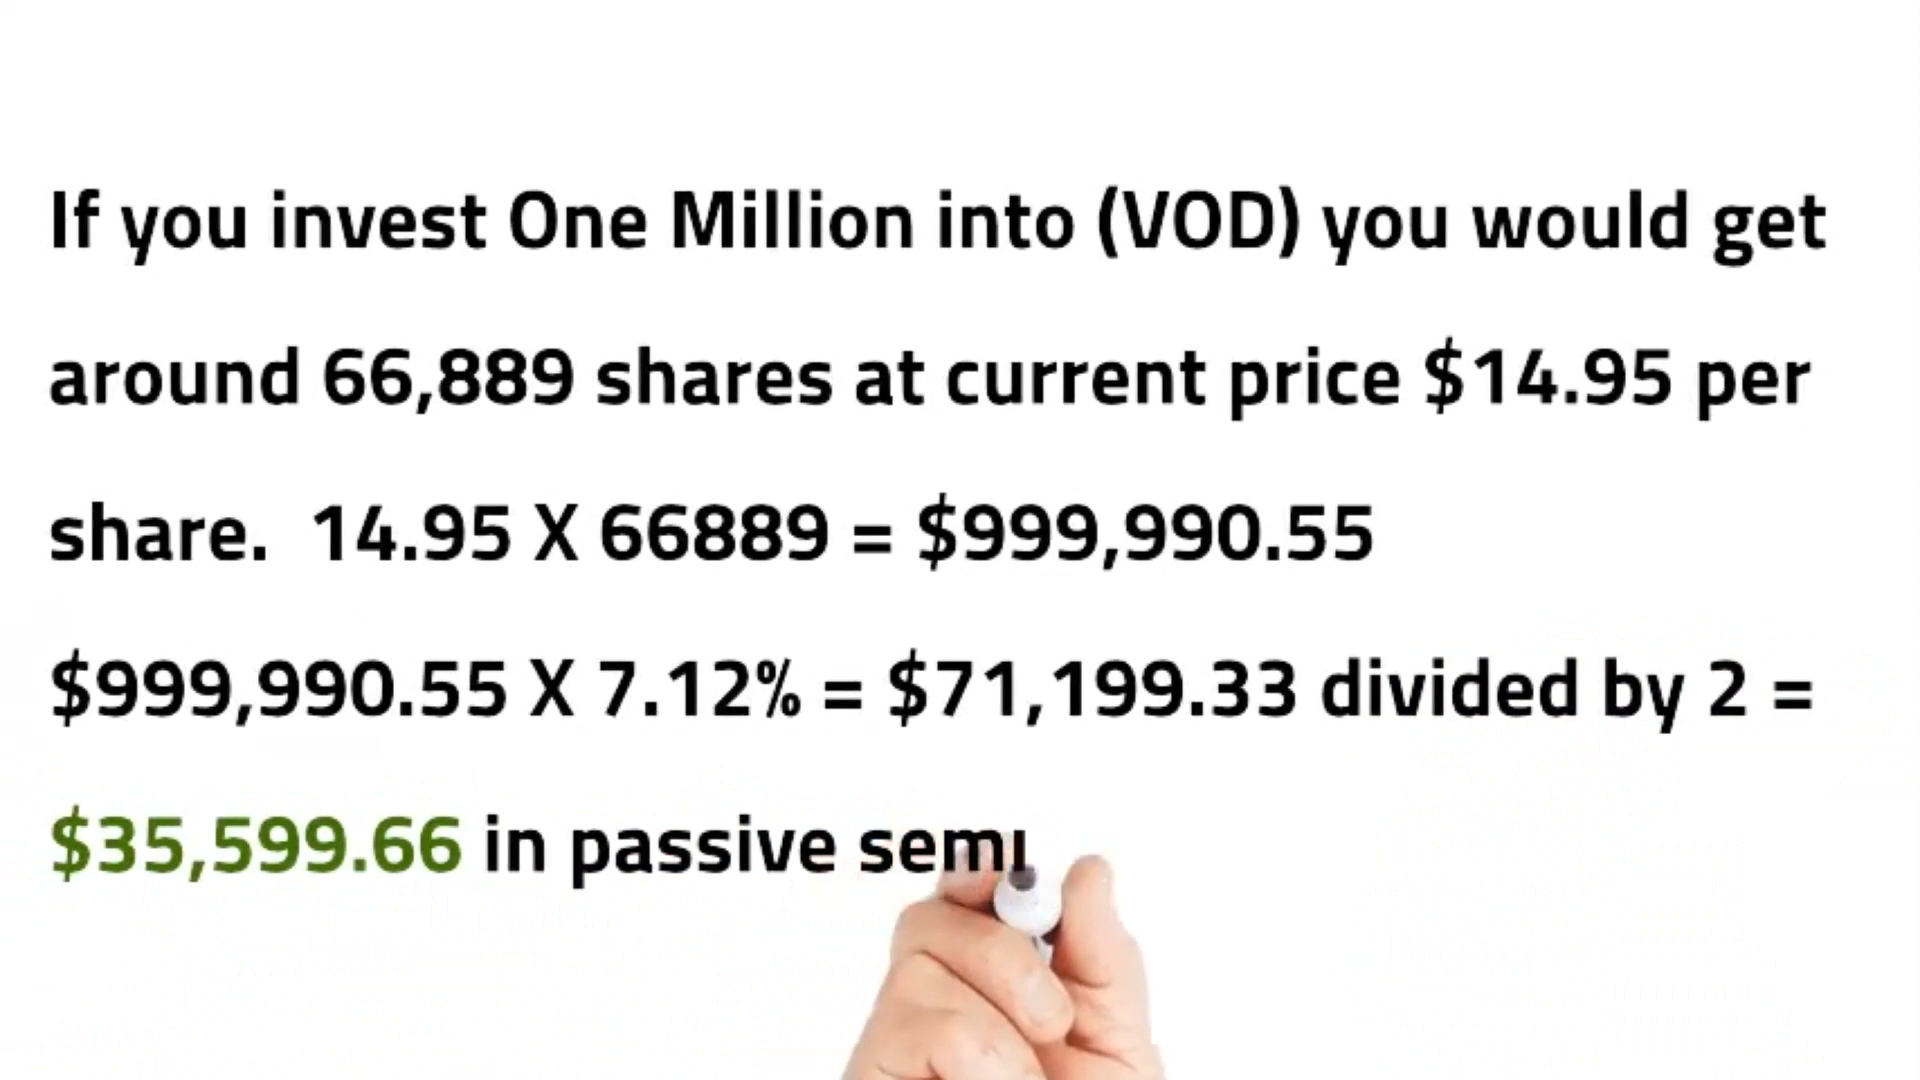 If you invest One Million into (VOD) you would get
around 66,889 shares at current price $14.95 per
share. 14.95 X 66889 = $999,990.55
$999,990.55 X 7.12% = $71,199.33 divided by 2 =
$35,599.66 in passive semi